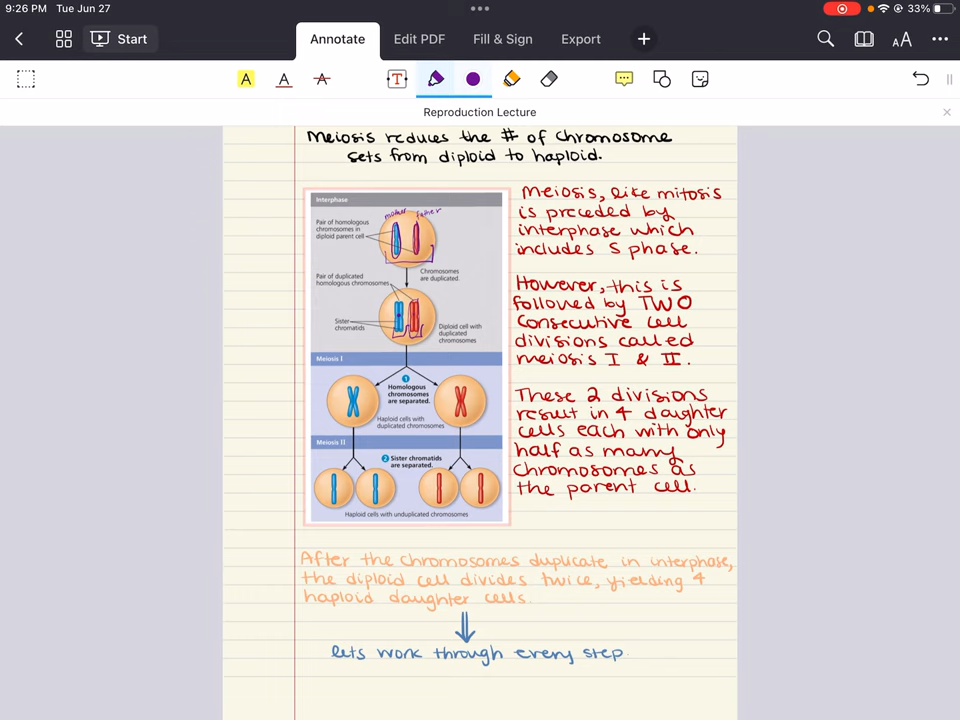 9:26 PM Tue Jun 27
33%
Start
Annotate
Edit PDF
Fill & Sign
Export
Reproduction Lecture
Meiosis reduces the # of chromosome
sets from diploid to haploid.
Interphase
Pair of homologous
chromosomes in
diploid parent cell
mother father
Chromosomes
are duplicated.
Pair of duplicated
homologous chromosomes
Sister
chromatids
Diploid cell with
duplicated
chromosomes
Meiosis I
1
Homologous
chromosomes
are separated.
Haploid cells with
duplicated chromosomes
Meiosis II
2 Sister chromatids
are separated.
Haploid cells with unduplicated chromosomes
Meiosis, like mitosis
is preceded by
interphase which
includes S phase.
However, this is
followed by TWO
consecutive cell
divisions called
meiosis I & II.
These 2 divisions
result in 4 daughter
cells each with only
half as many
chromosomes as
the parent cell.
After the chromosomes duplicate in interphase,
the diploid cell divides twice, yielding 4
haploid daughter cells.
lets work through every step